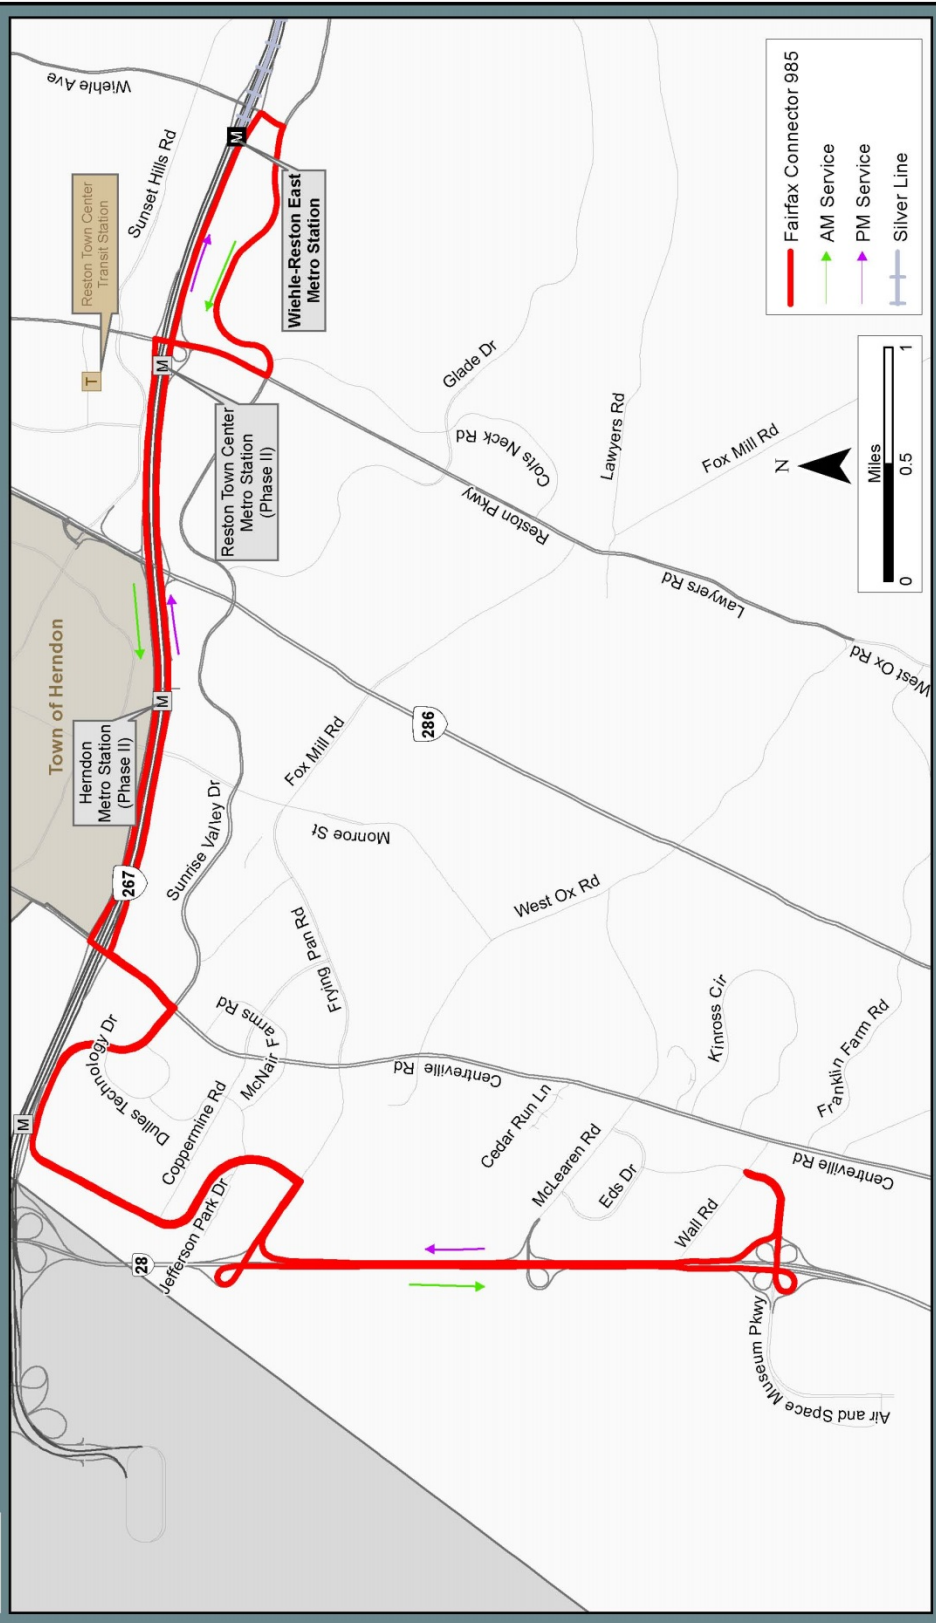 Wiehle Ave
Sunset Hills Rd
Reston Town Center
Transit Station
T
M
Wiehle-Reston East
Metro Station
M
Reston Town Center
Metro Station
(Phase II)
Town of Herndon
M
Herndon
Metro Station
(Phase II)
267
M
Glade Dr
Colts Neck Rd
Reston Pkwy
Lawyers Rd
Fox Mill Rd
Lawyers Rd
West Ox Rd
286
Fox Mill Rd
Monroe St
Sunrise Valley Dr
West Ox Rd
Frying Pan Rd
McNair Farms Rd
Dulles Technology Dr
Coppermine Rd
Centreville Rd
Kinross Cir
Franklin Farm Rd
Cedar Run Ln
McLearen Rd
Eds Dr
Centreville Rd
Wall Rd
Jefferson Park Dr
28
Air and Space Museum Pkwy
Fairfax Connector 985
AM Service
PM Service
Silver Line
N
Miles
0 0.5 1